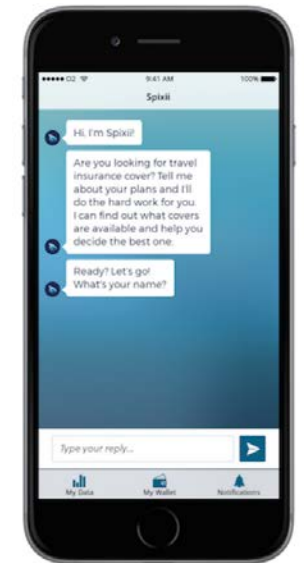 O2 9:41 AM 100%
Spixii
Hi, I'm Spixii!
Are you looking for travel
insurance cover? Tell me
about your plans and I'll
do the hard work for you.
I can find out what covers
are available and help you
decide the best one.
Ready? Let's go!
What's your name?
Type your reply...
My Data My Wallet Notifications